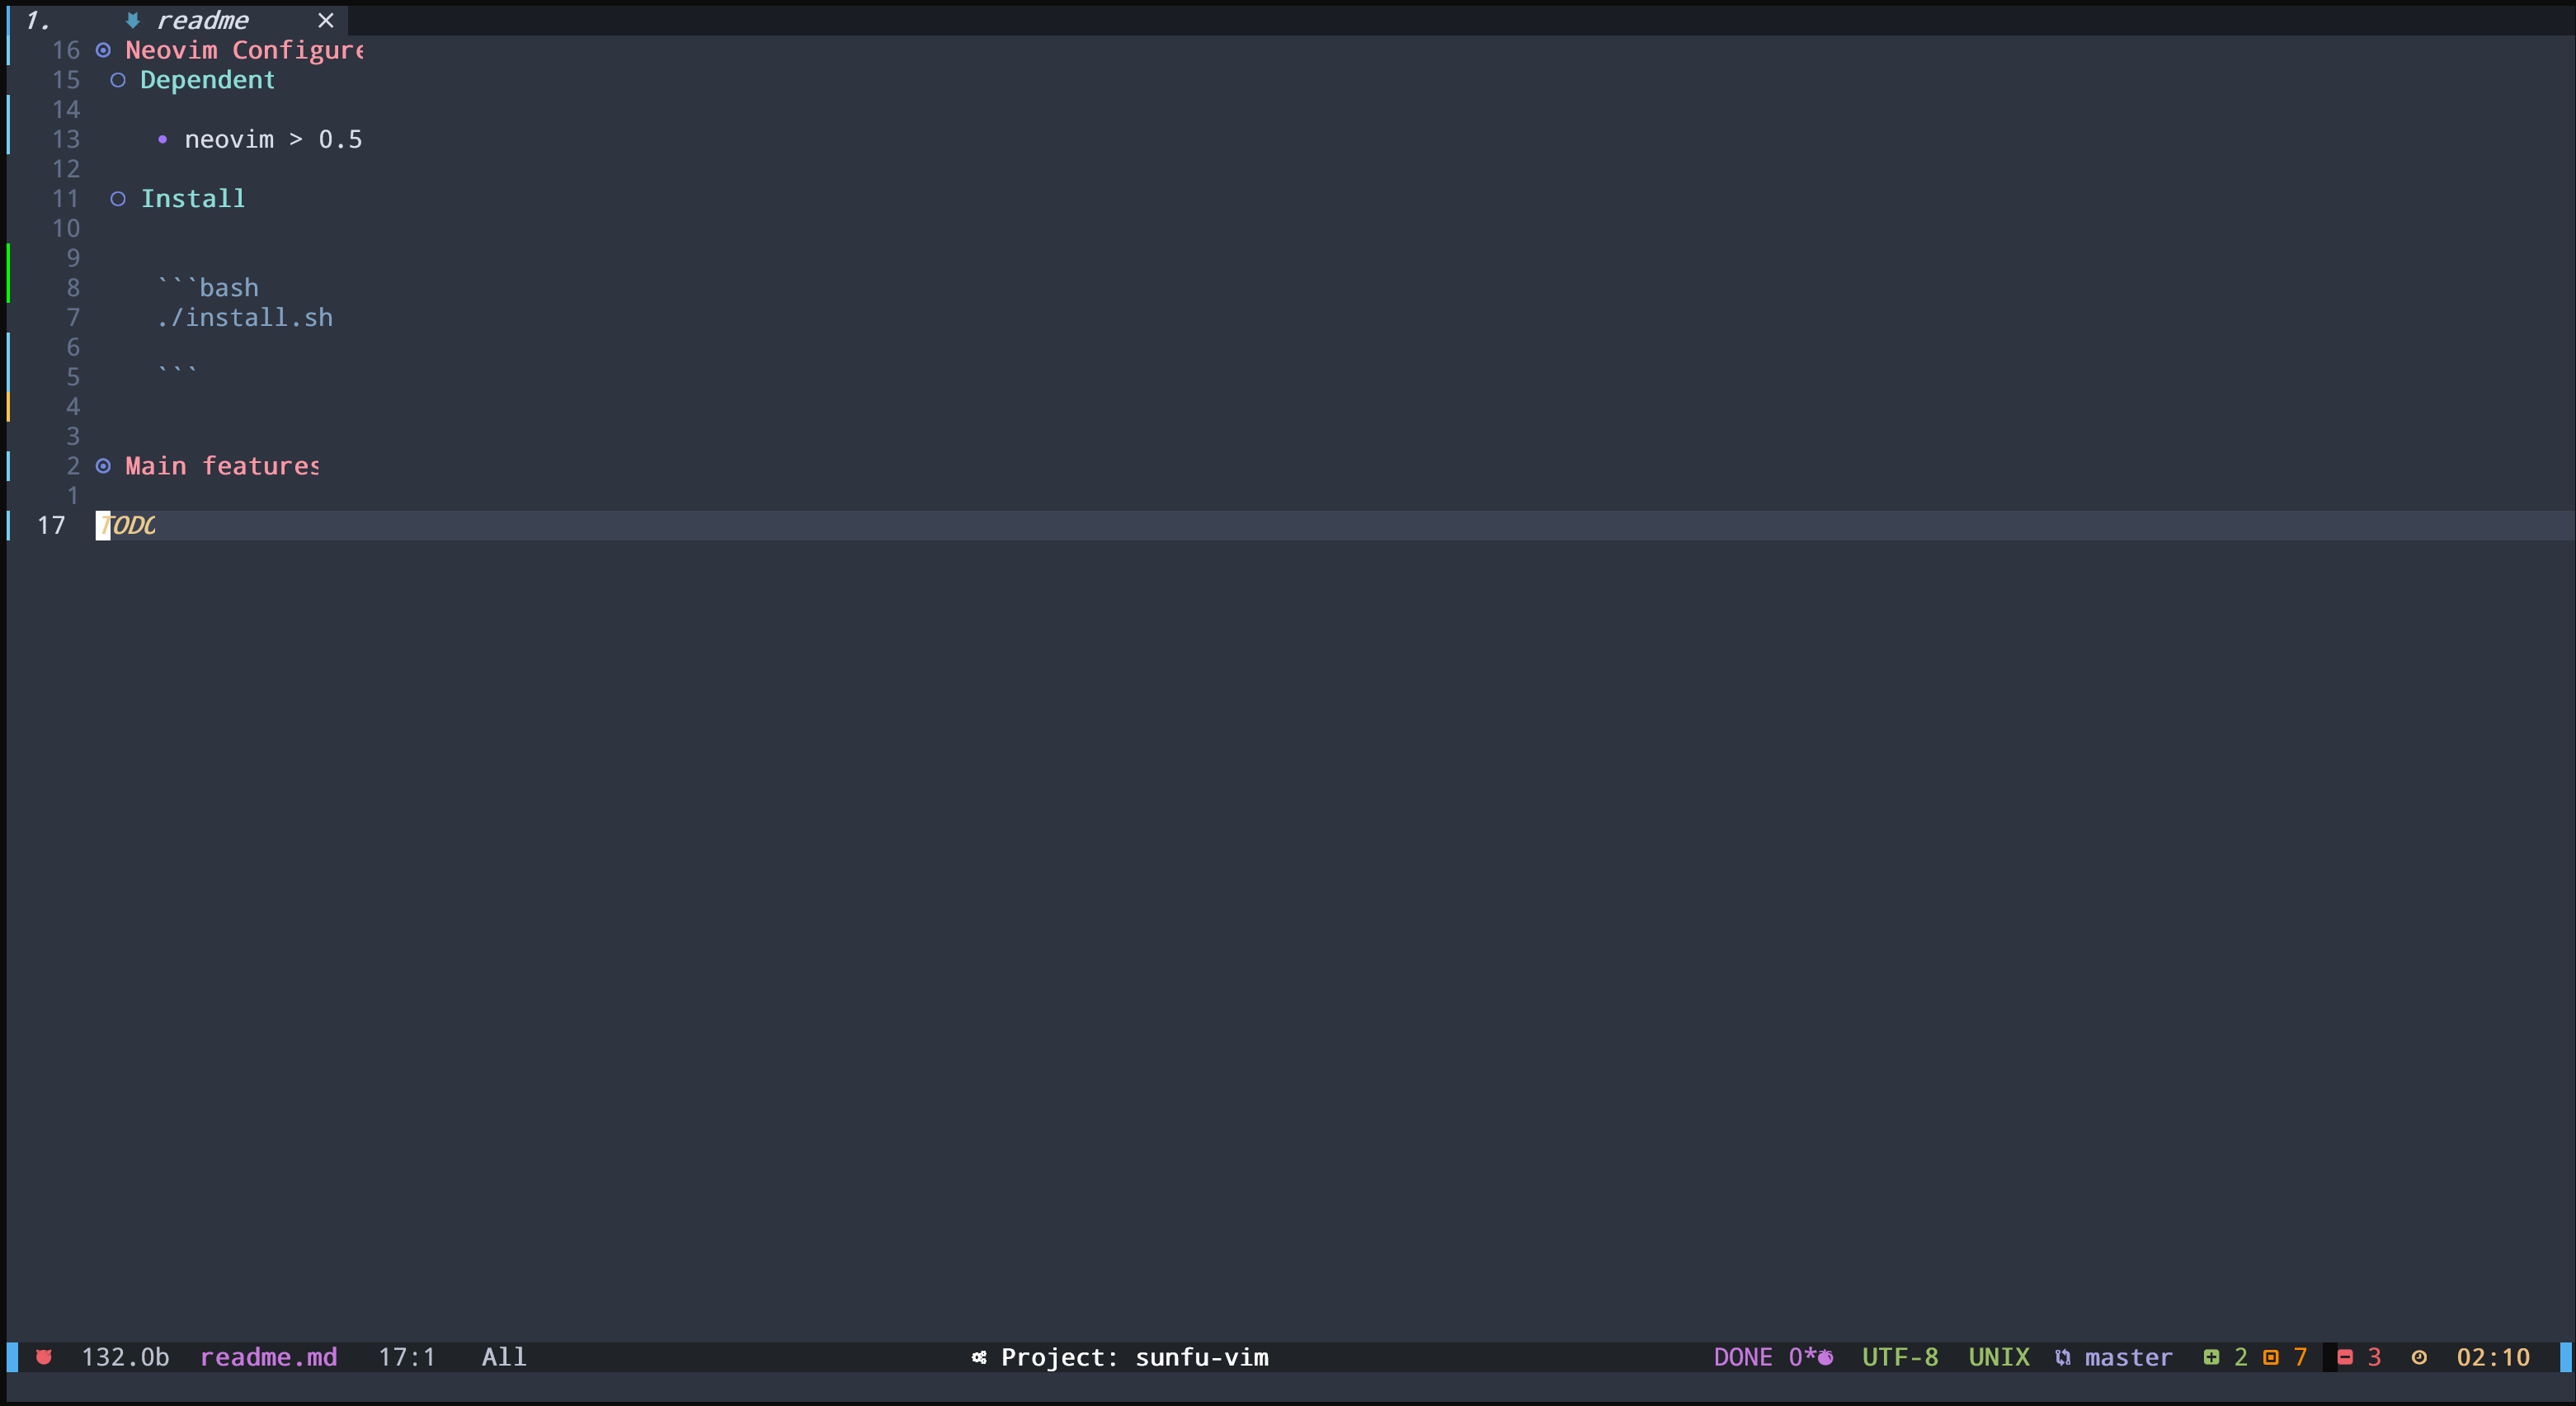 1. readme ×
16 Neovim Configure
15 Dependent
14
13 • neovim > 0.5
12
11 Install
10
9
8 ```bash
7 ./install.sh
6
5 ```
4
3
2 Main features
1
17 TODO
132.0b readme.md 17:1 All Project: sunfu-vim DONE 0* UTF-8 UNIX master 2 7 3 02:10